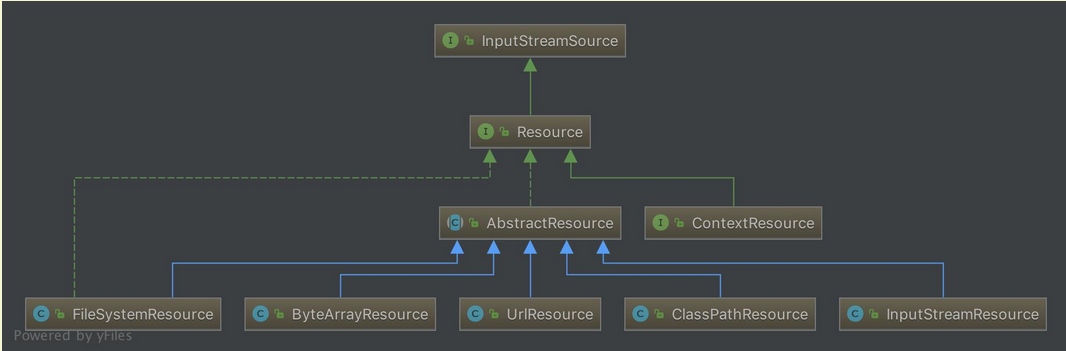 I InputStreamSource
I Resource
C AbstractResource
I ContextResource
C FileSystemResource
C ByteArrayResource
C UrlResource
C ClassPathResource
C InputStreamResource
Powered by yFiles